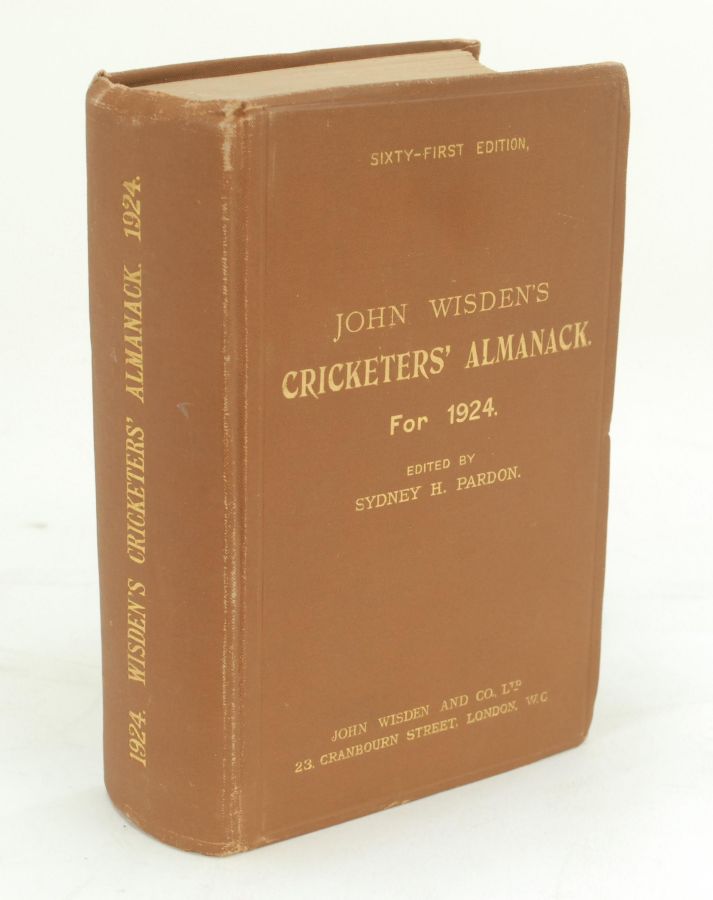 1924. WISDEN'S CRICKETERS' ALMANACK. 1924.
SIXTY-FIRST EDITION,
JOHN WISDEN'S
CRICKETERS' ALMANACK.
For 1924.
EDITED BY
SYDNEY H. PARDON.
JOHN WISDEN AND CO., LTD
23, CRANBOURN STREET, LONDON, W.C.